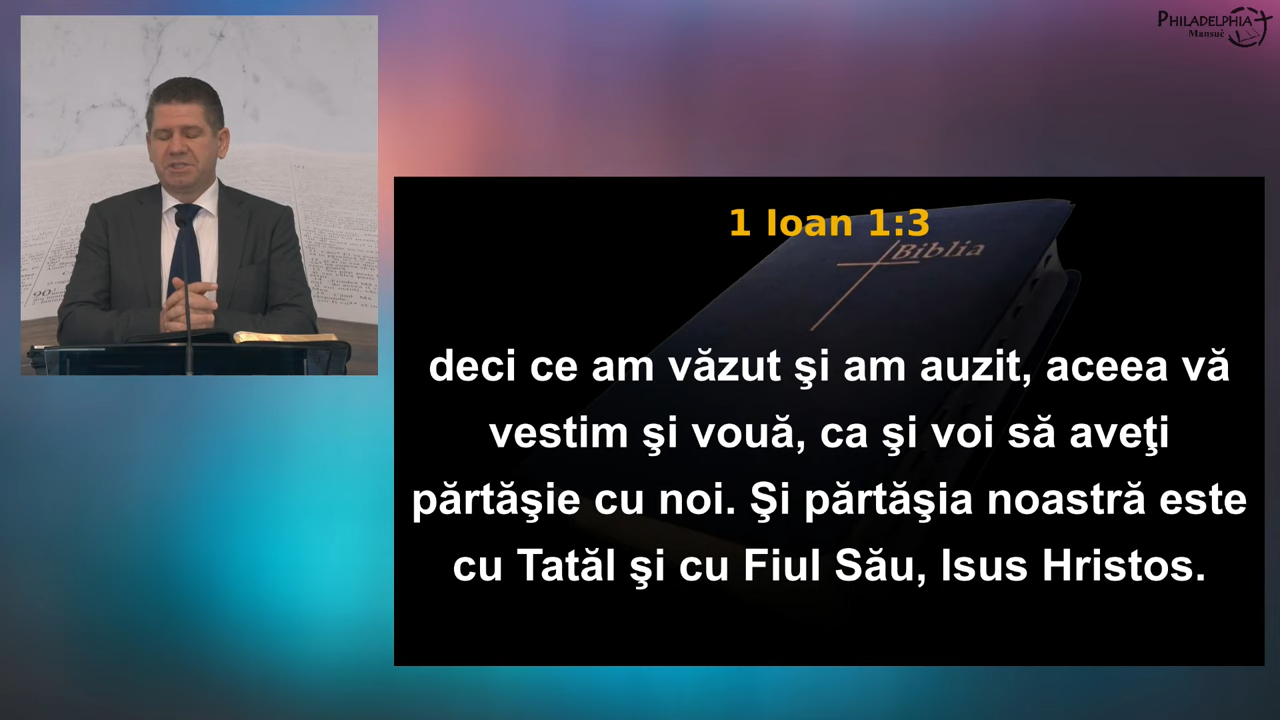 PHILADELPHIA
Mansuè
1 Ioan 1:3
Biblia
deci ce am văzut şi am auzit, aceea vă
vestim şi vouă, ca şi voi să aveţi
părtăşie cu noi. Şi părtăşia noastră este
cu Tatăl şi cu Fiul Său, Isus Hristos.